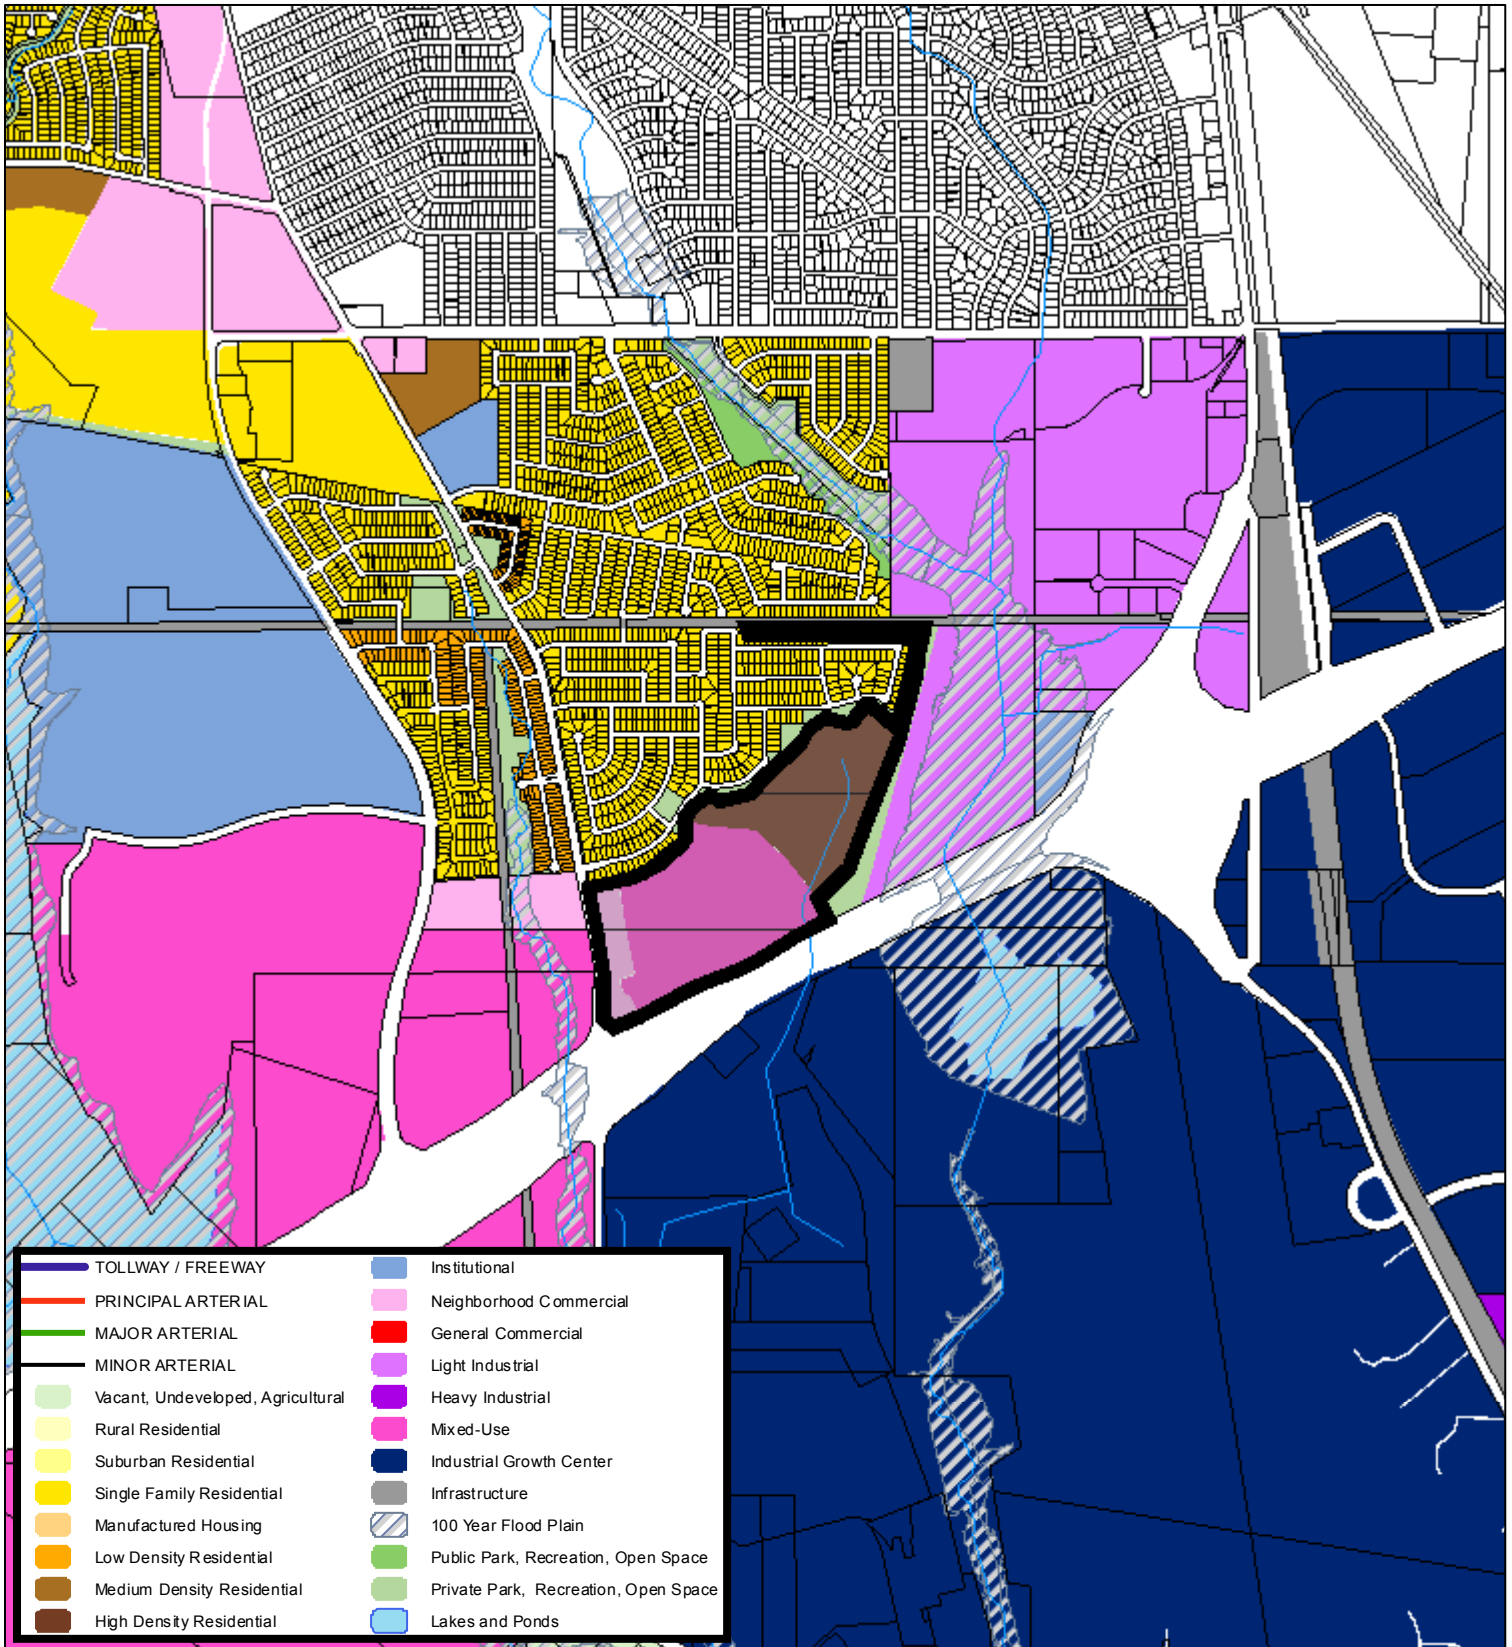 TOLLWAY / FREEWAY
PRINCIPAL ARTERIAL
MAJOR ARTERIAL
MINOR ARTERIAL
Vacant, Undeveloped, Agricultural
Rural Residential
Suburban Residential
Single Family Residential
Manufactured Housing
Low Density Residential
Medium Density Residential
High Density Residential
Institutional
Neighborhood Commercial
General Commercial
Light Industrial
Heavy Industrial
Mixed-Use
Industrial Growth Center
Infrastructure
100 Year Flood Plain
Public Park, Recreation, Open Space
Private Park, Recreation, Open Space
Lakes and Ponds